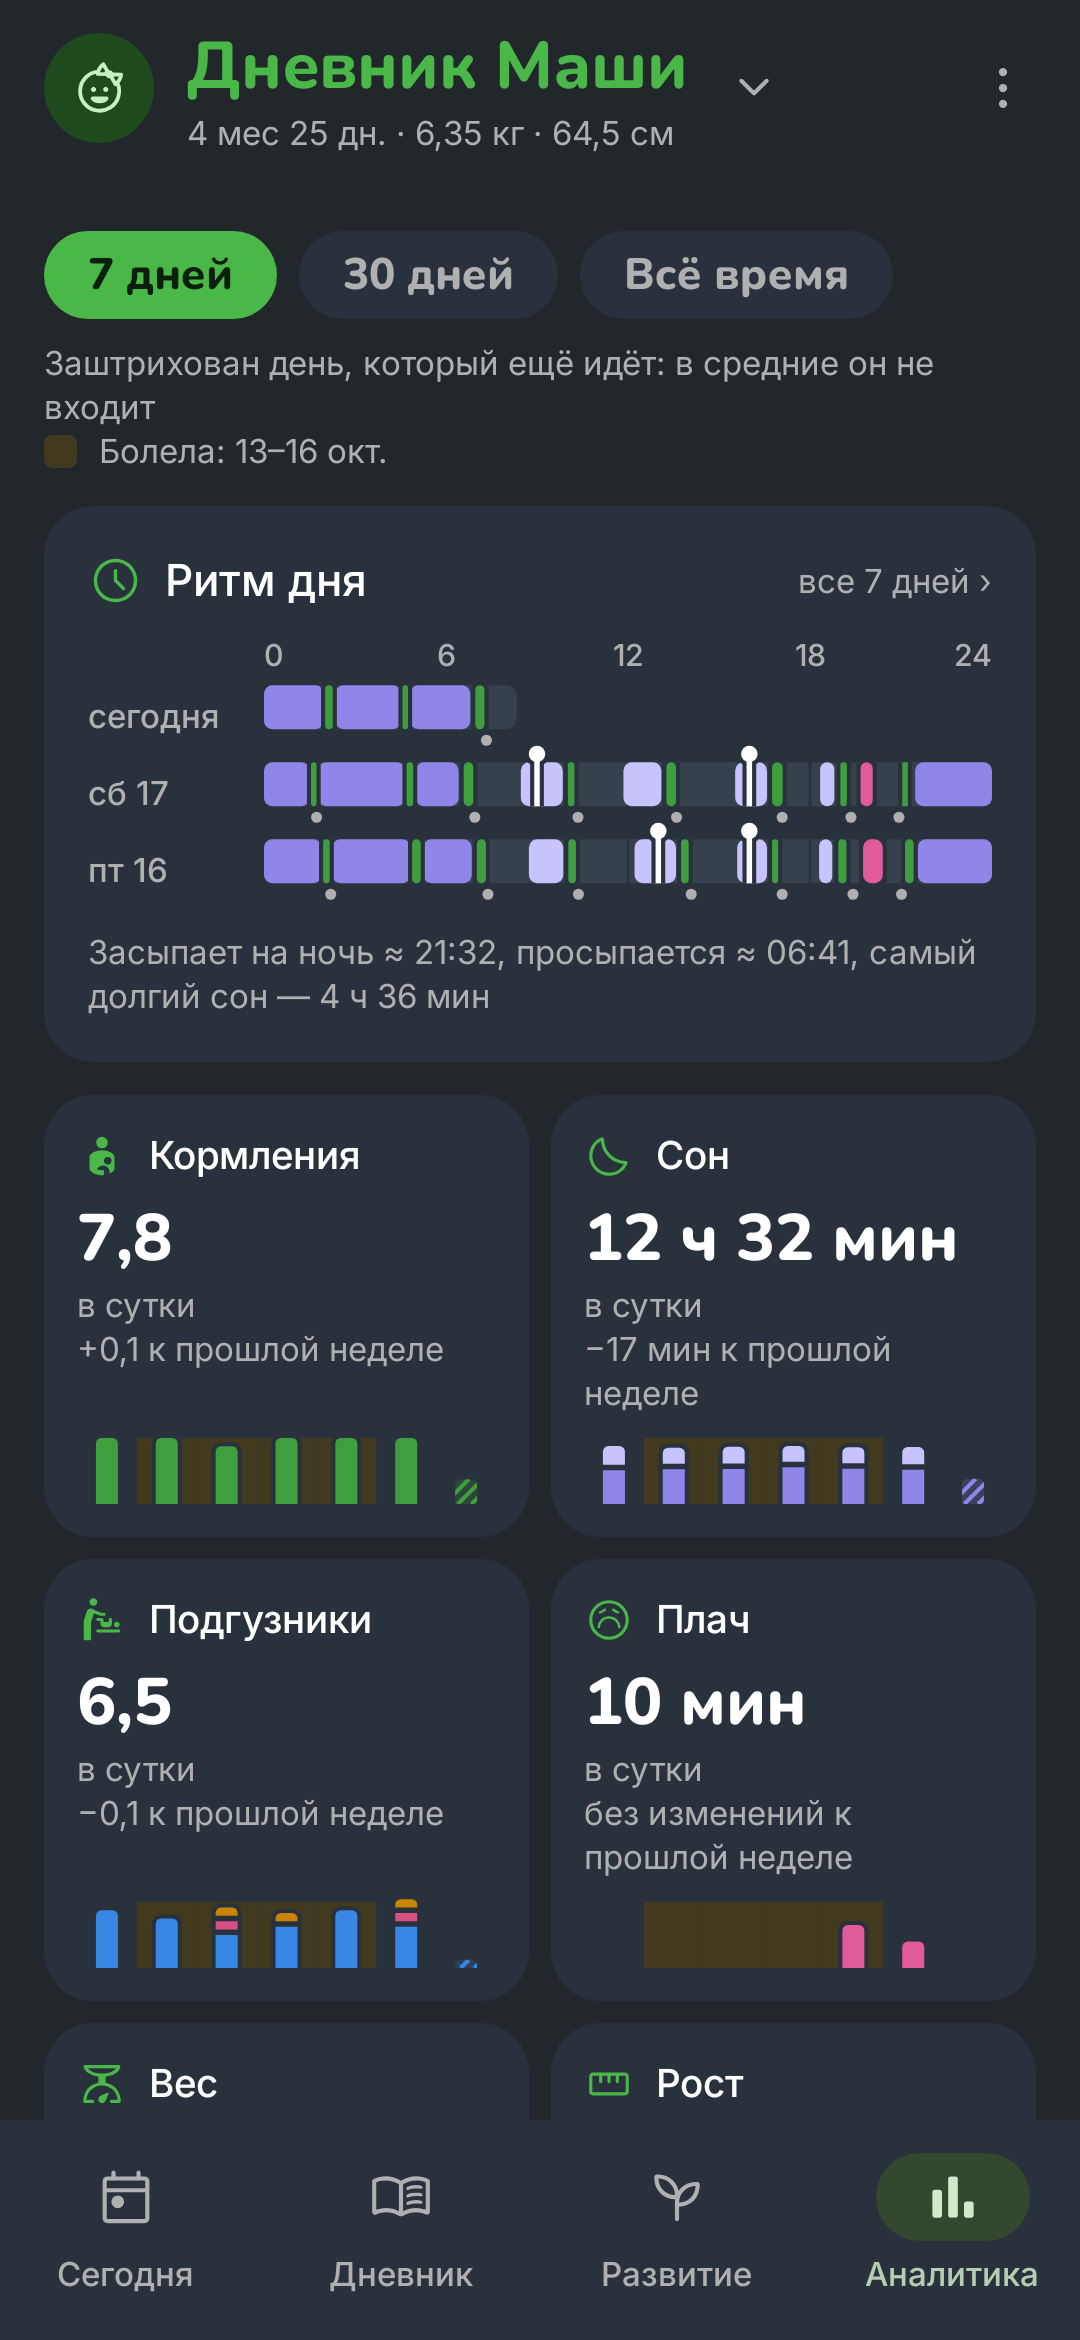 Дневник Маши
4 мес 25 дн. · 6,35 кг · 64,5 см
7 дней
30 дней
Всё время
Заштрихован день, который ещё идёт: в средние он не
входит
Болела: 13–16 окт.
Ритм дня
все 7 дней ›
0 6 12 18 24
сегодня
сб 17
пт 16
Засыпает на ночь ≈ 21:32, просыпается ≈ 06:41, самый
долгий сон — 4 ч 36 мин
Кормления
7,8
в сутки
+0,1 к прошлой неделе
Сон
12 ч 32 мин
в сутки
−17 мин к прошлой
неделе
Подгузники
6,5
в сутки
−0,1 к прошлой неделе
Плач
10 мин
в сутки
без изменений к
прошлой неделе
Вес
Рост
Сегодня
Дневник
Развитие
Аналитика